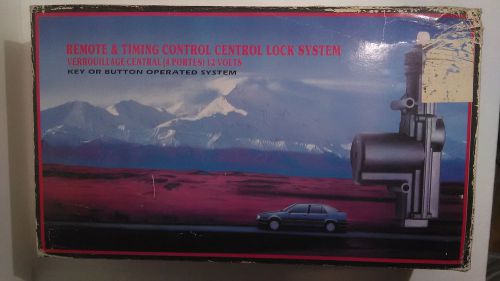 REMOTE & TIMING CONTROL CENTROL LOCK SYSTEM
VERROUILLAGE CENTRAL (4 PORTES) 12 VOLTS
KEY OR BUTTON OPERATED SYSTEM